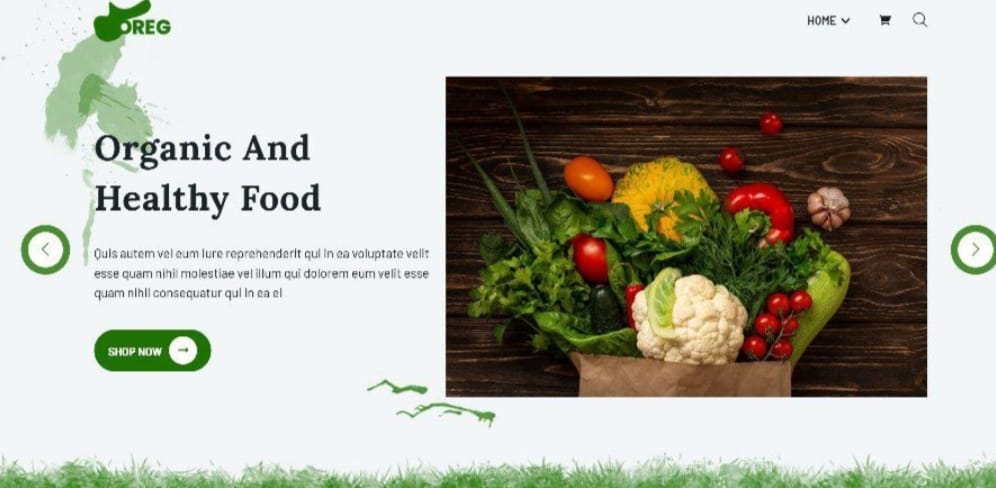 OREG
HOME
Organic And
Healthy Food
Quis autem vel eum iure reprehenderit qui in ea voluptate velit
esse quam nihil molestiae vel illum qui dolorem eum velit esse
quam nihil consequatur qui in ea el
SHOP NOW